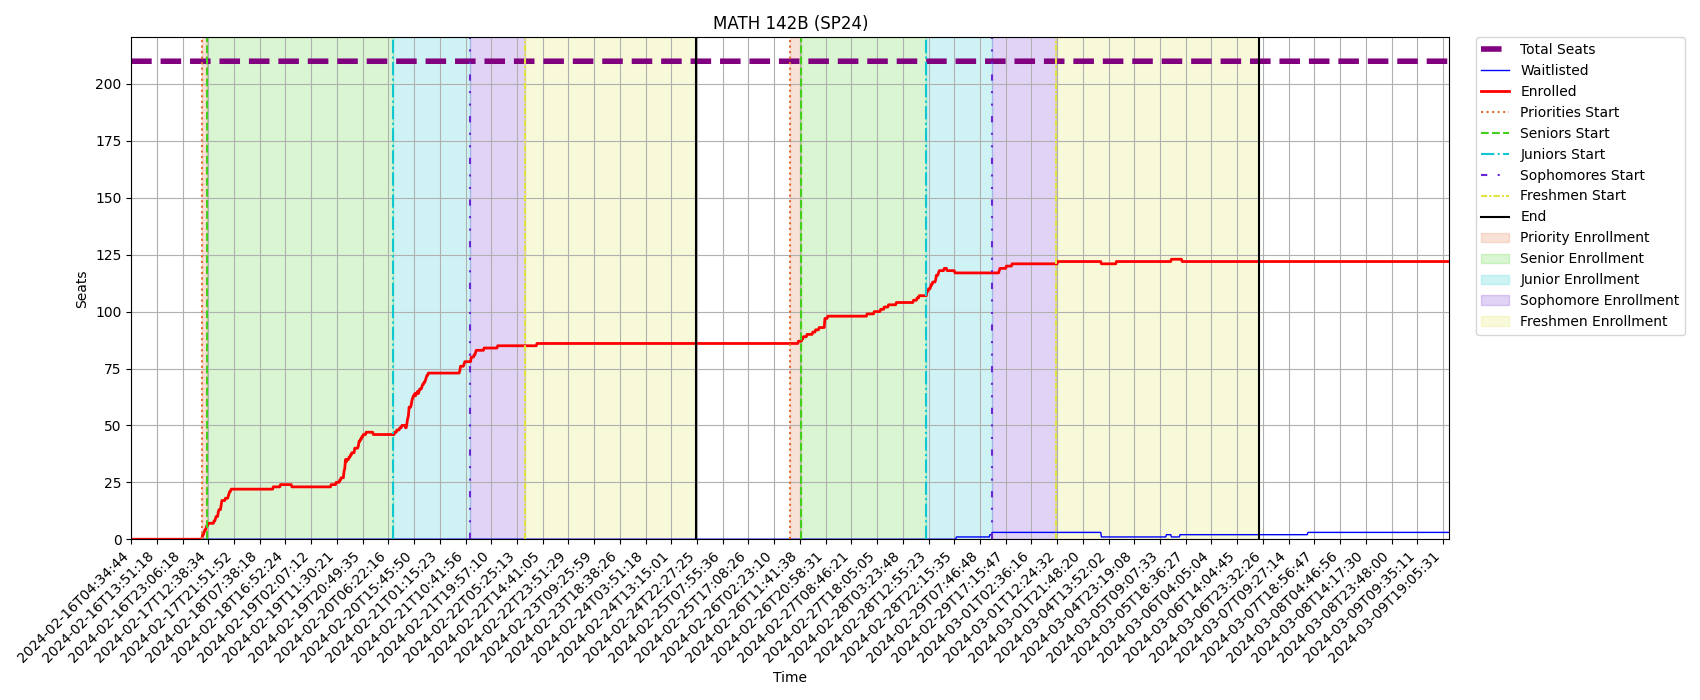 MATH 142B (SP24)
Total Seats
Waitlisted
Enrolled
Priorities Start
Seniors Start
Juniors Start
Sophomores Start
Freshmen Start
End
Priority Enrollment
Senior Enrollment
Junior Enrollment
Sophomore Enrollment
Freshmen Enrollment
Seats
200
175
150
125
100
75
50
25
0
2024-02-16T04:34:44
2024-02-16T13:51:18
2024-02-16T23:06:18
2024-02-17T12:38:34
2024-02-17T21:51:52
2024-02-18T07:38:18
2024-02-18T16:52:24
2024-02-19T02:07:12
2024-02-19T11:30:21
2024-02-19T20:49:35
2024-02-20T06:22:16
2024-02-20T15:45:50
2024-02-21T01:15:23
2024-02-21T10:41:56
2024-02-21T19:57:10
2024-02-22T05:25:13
2024-02-22T14:41:05
2024-02-22T23:51:29
2024-02-23T09:25:59
2024-02-23T18:38:26
2024-02-24T03:51:18
2024-02-24T13:15:01
2024-02-24T22:27:25
2024-02-25T07:55:36
2024-02-25T17:08:26
2024-02-26T02:23:10
2024-02-26T11:41:38
2024-02-26T20:58:31
2024-02-27T08:46:21
2024-02-27T18:05:05
2024-02-28T03:23:48
2024-02-28T12:55:23
2024-02-28T22:15:35
2024-02-29T07:46:48
2024-02-29T17:15:47
2024-03-01T02:36:16
2024-03-01T12:24:32
2024-03-01T21:48:20
2024-03-04T13:52:02
2024-03-04T23:19:08
2024-03-05T09:07:33
2024-03-05T18:36:27
2024-03-06T04:05:04
2024-03-06T14:04:45
2024-03-06T23:32:26
2024-03-07T09:27:14
2024-03-07T18:56:47
2024-03-08T04:46:56
2024-03-08T14:17:30
2024-03-08T23:48:00
2024-03-09T09:35:11
2024-03-09T19:05:31
Time